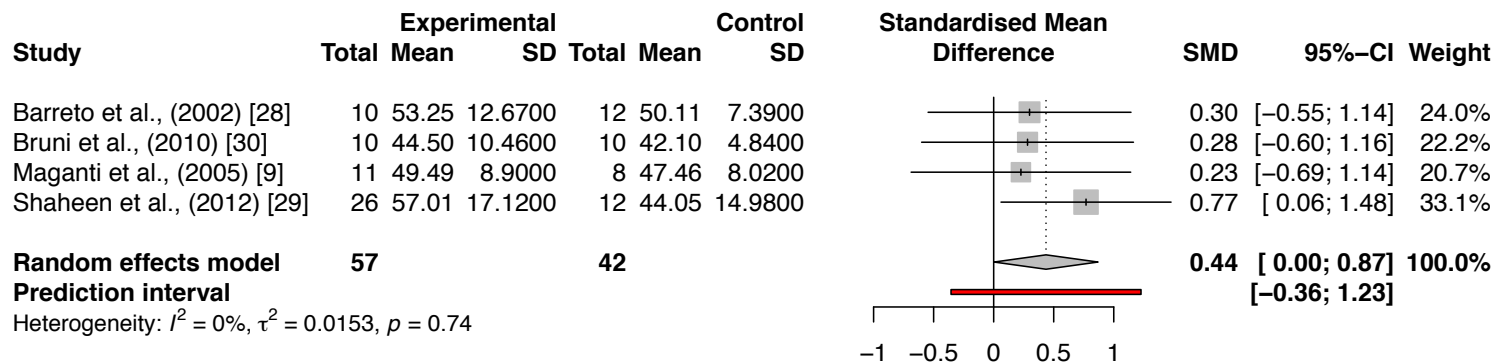 Experimental Control Standardised Mean
Study Total Mean SD Total Mean SD Difference SMD 95%−CI Weight
Barreto et al., (2002) [28] 10 53.25 12.6700 12 50.11 7.3900 0.30 [−0.55; 1.14] 24.0%
Bruni et al., (2010) [30] 10 44.50 10.4600 10 42.10 4.8400 0.28 [−0.60; 1.16] 22.2%
Maganti et al., (2005) [9] 11 49.49 8.9000 8 47.46 8.0200 0.23 [−0.69; 1.14] 20.7%
Shaheen et al., (2012) [29] 26 57.01 17.1200 12 44.05 14.9800 0.77 [ 0.06; 1.48] 33.1%
Random effects model 57 42 0.44 [ 0.00; 0.87] 100.0%
Prediction interval [−0.36; 1.23]
Heterogeneity: I² = 0%, τ² = 0.0153, p = 0.74
−1 −0.5 0 0.5 1